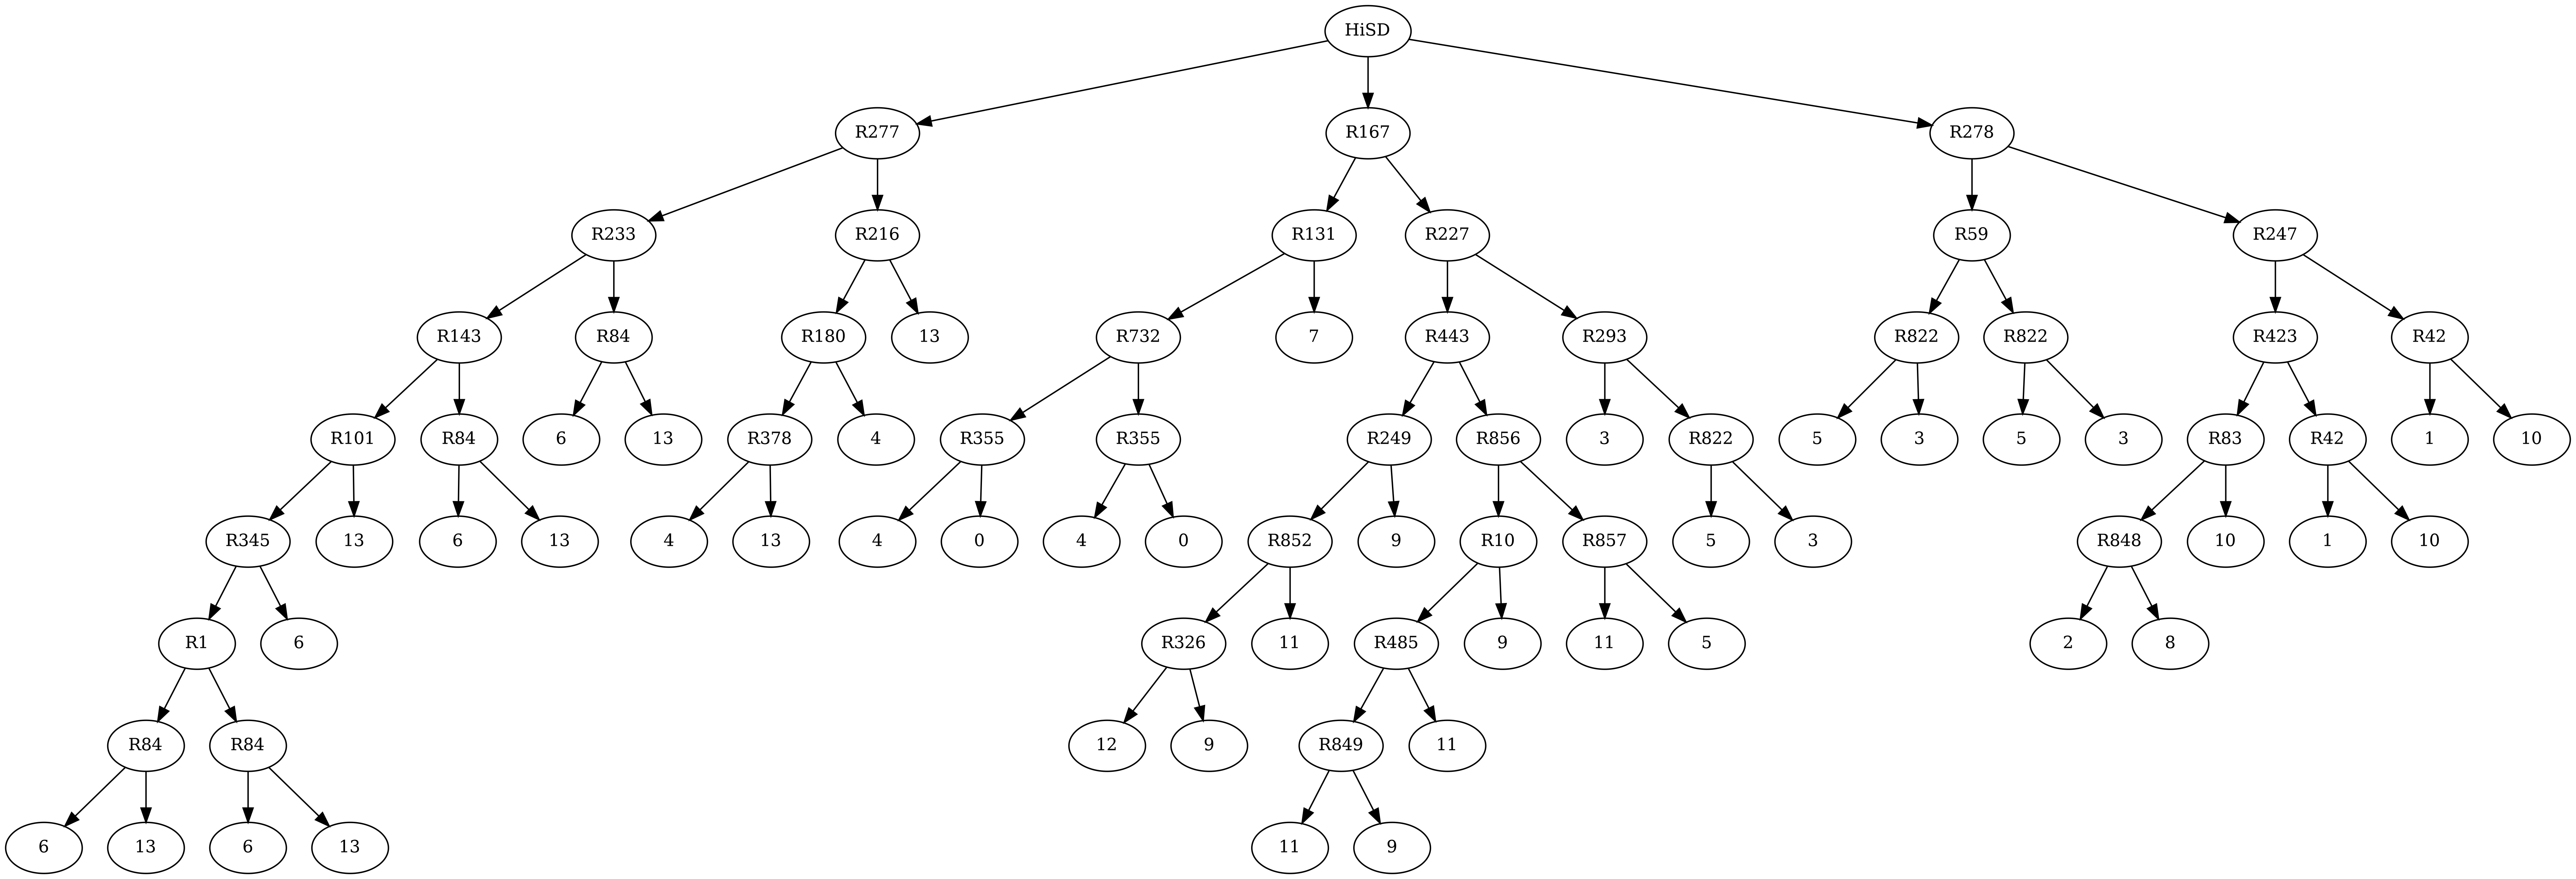 HiSD
R277 R167 R278
R233 R216 R131 R227 R59 R247
R143 R84 R180 13 R732 7 R443 R293 R822 R822 R423 R42
R101 R84 6 13 R378 4 R355 R355 R249 R856 3 R822 5 3 5 3 R83 R42 1 10
R345 13 6 13 4 13 4 0 4 0 R852 9 R10 R857 5 3 R848 10 1 10
R1 6 R326 11 R485 9 11 5 2 8
R84 R84 12 9 R849 11
6 13 6 13 11 9